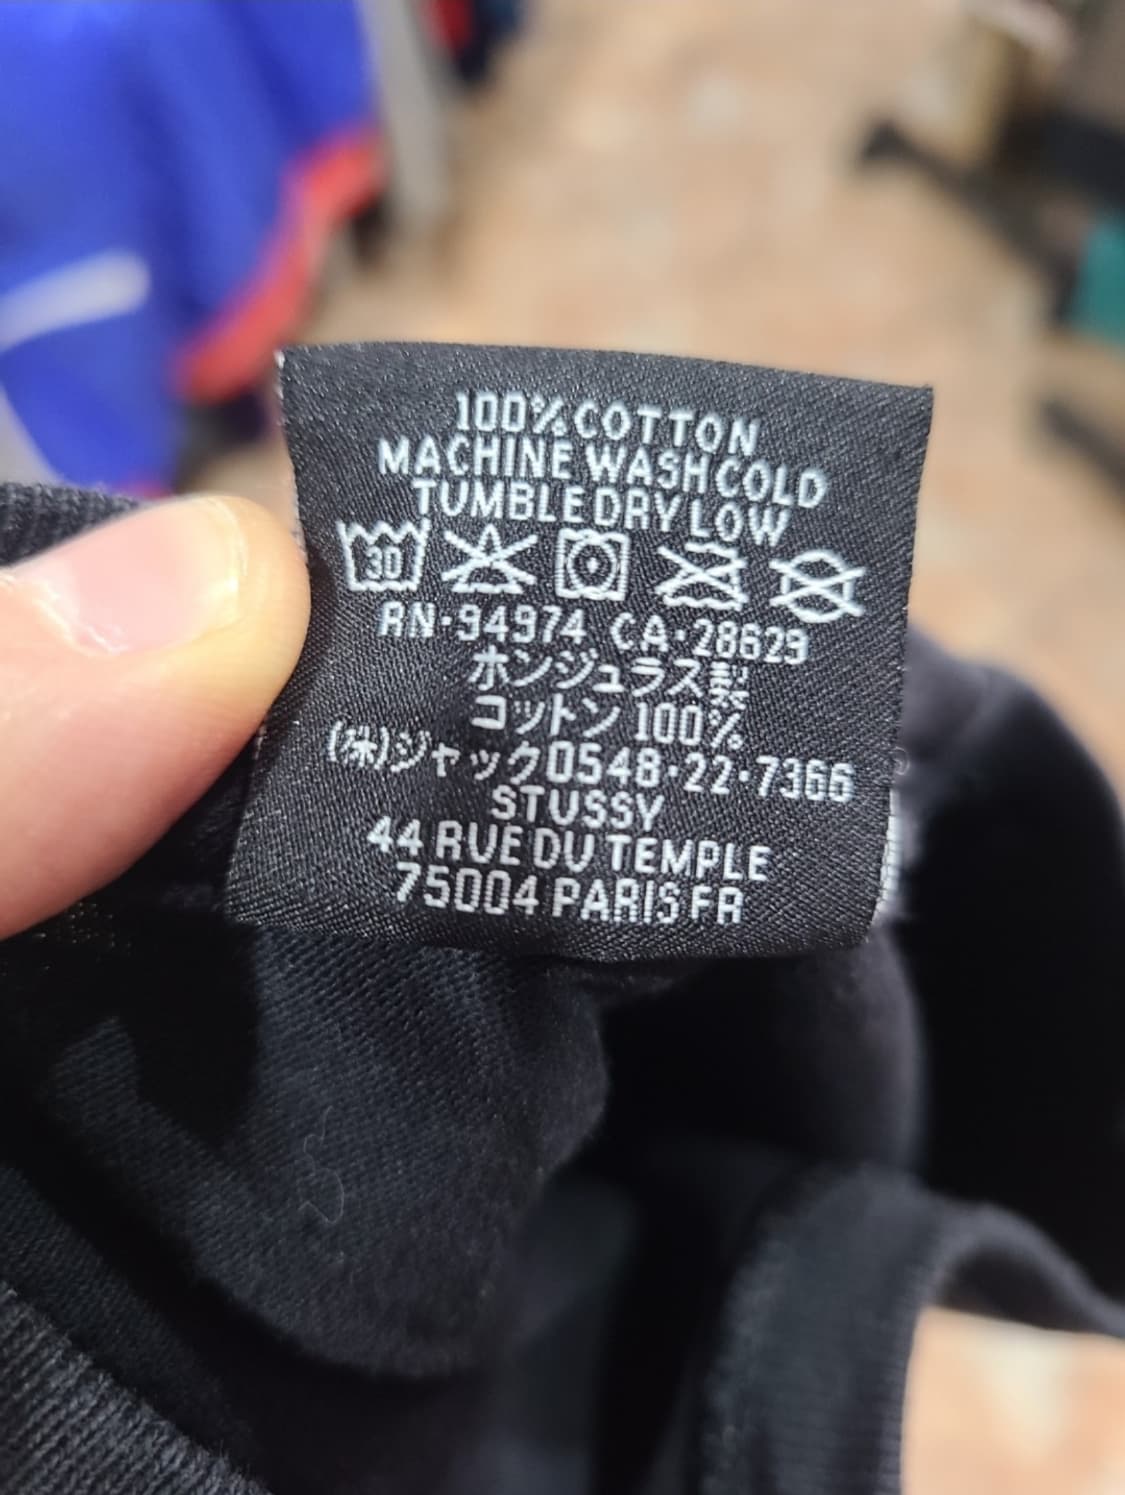 100% COTTON
MACHINE WASH COLD
TUMBLE DRY LOW
30
RN·94974 CA·28629
ホンジュラス製
コットン 100%
(株)ジャック0548·22·7366
STUSSY
44 RUE DU TEMPLE
75004 PARIS FR